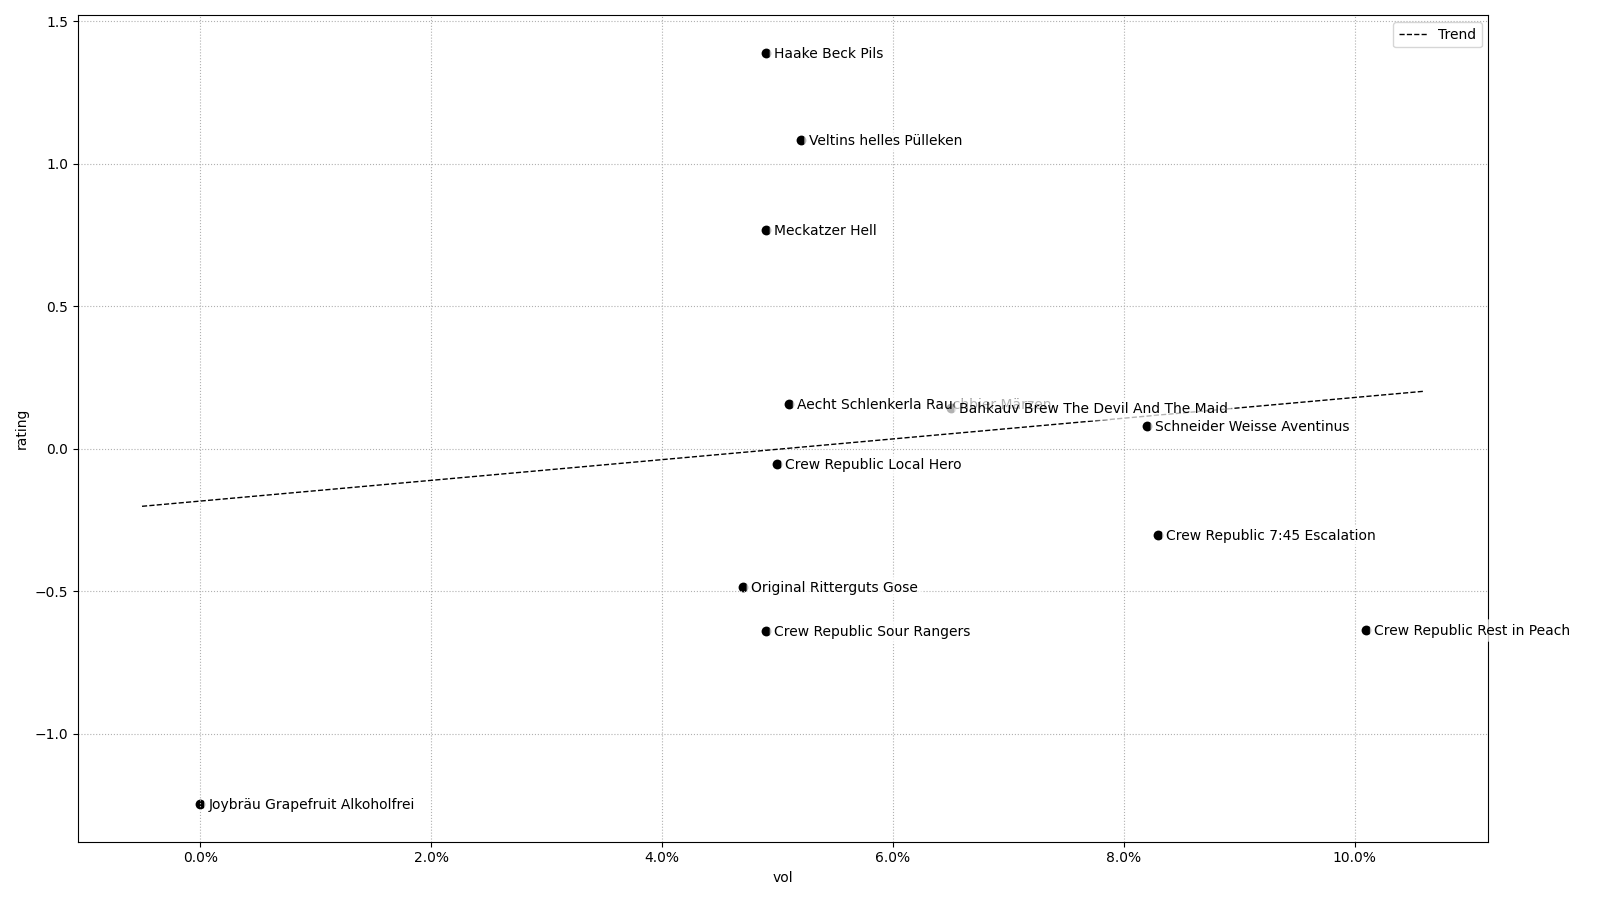 1.5
Trend
Haake Beck Pils
Veltins helles Pülleken
1.0
Meckatzer Hell
0.5
Aecht Schlenkerla Rauchbier Märzen
Bahkauv Brew The Devil And The Maid
rating
Schneider Weisse Aventinus
0.0
Crew Republic Local Hero
Crew Republic 7:45 Escalation
Original Ritterguts Gose
−0.5
Crew Republic Sour Rangers
Crew Republic Rest in Peach
−1.0
Joybräu Grapefruit Alkoholfrei
0.0% 2.0% 4.0% 6.0% 8.0% 10.0%
vol